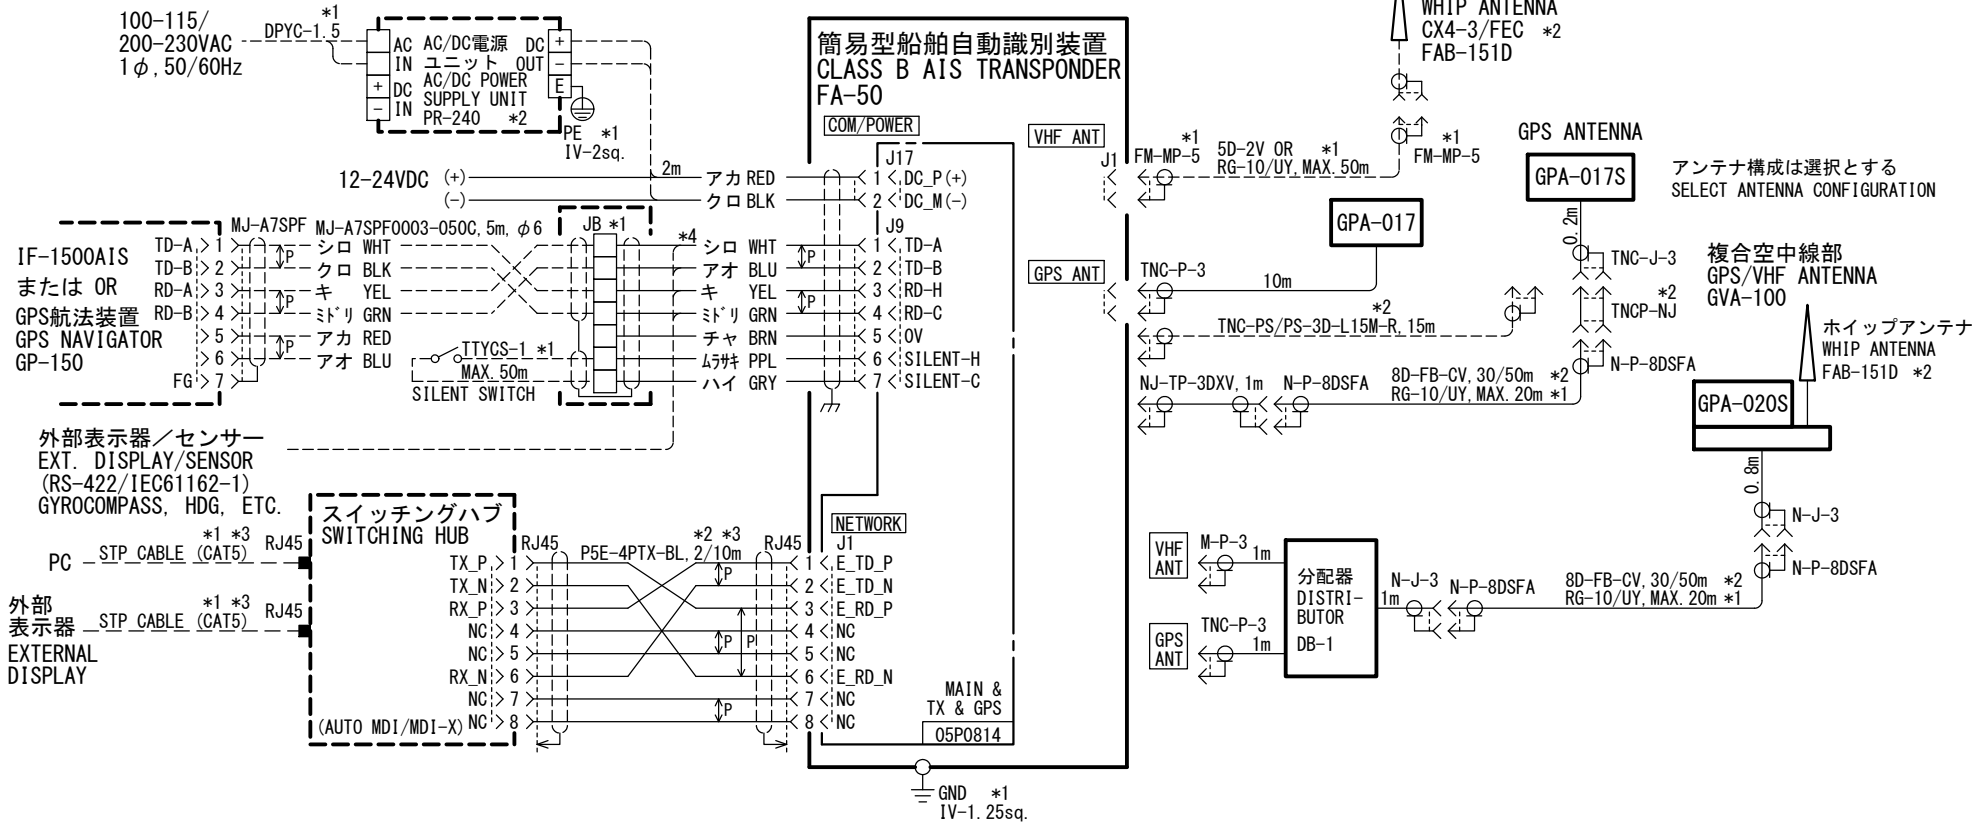 100-115/
200-230VAC
1φ, 50/60Hz
*1
DPYC-1.5
AC
IN
DC
IN
+
-
AC/DC電源
ユニット
AC/DC POWER
SUPPLY UNIT
PR-240 *2
DC
OUT
+
-
E
PE *1
IV-2sq.
12-24VDC (+)
(-)
2m
アカ RED
クロ BLK
簡易型船舶自動識別装置
CLASS B AIS TRANSPONDER
FA-50
COM/POWER
J17
1 DC_P(+)
2 DC_M(-)
J9
1 TD-A
2 TD-B
3 RD-H
4 RD-C
5 0V
6 SILENT-H
7 SILENT-C
IF-1500AIS
または OR
GPS航法装置
GPS NAVIGATOR
GP-150
TD-A 1
TD-B 2
RD-A 3
RD-B 4
5
6
FG 7
MJ-A7SPF
MJ-A7SPF0003-050C, 5m, φ6
シロ WHT
クロ BLK
キ YEL
ミドリ GRN
アカ RED
アオ BLU
P
P
P
JB *1
*4
シロ WHT
アオ BLU
キ YEL
ミドリ GRN
チャ BRN
ムラサキ PPL
ハイ GRY
P
P
TTYCS-1 *1
MAX. 50m
SILENT SWITCH
外部表示器/センサー
EXT. DISPLAY/SENSOR
(RS-422/IEC61162-1)
GYROCOMPASS, HDG, ETC.
PC
*1 *3
STP CABLE (CAT5)
RJ45
外部
表示器
EXTERNAL
DISPLAY
*1 *3
STP CABLE (CAT5)
RJ45
スイッチングハブ
SWITCHING HUB
TX_P 1
TX_N 2
RX_P 3
NC 4
NC 5
RX_N 6
NC 7
NC 8
(AUTO MDI/MDI-X)
RJ45
*2 *3
P5E-4PTX-BL, 2/10m
RJ45
P
P
P
P
NETWORK
J1
1 E_TD_P
2 E_TD_N
3 E_RD_P
4 NC
5 NC
6 E_RD_N
7 NC
8 NC
MAIN &
TX & GPS
05P0814
GND *1
IV-1.25sq.
VHF ANT
J1
*1
FM-MP-5
5D-2V OR *1
RG-10/UY, MAX. 50m
*1
FM-MP-5
WHIP ANTENNA
CX4-3/FEC *2
FAB-151D
GPS ANT
TNC-P-3
10m
GPA-017
*2
TNC-PS/PS-3D-L15M-R, 15m
NJ-TP-3DXV, 1m
N-P-8DSFA
8D-FB-CV, 30/50m *2
RG-10/UY, MAX. 20m *1
GPS ANTENNA
GPA-017S
0.2m
TNC-J-3
*2
TNCP-NJ
N-P-8DSFA
アンテナ構成は選択とする
SELECT ANTENNA CONFIGURATION
複合空中線部
GPS/VHF ANTENNA
GVA-100
ホイップアンテナ
WHIP ANTENNA
FAB-151D *2
GPA-020S
0.8m
N-J-3
N-P-8DSFA
VHF
ANT
M-P-3
1m
GPS
ANT
TNC-P-3
1m
分配器
DISTRI-
BUTOR
DB-1
N-J-3
1m
N-P-8DSFA
8D-FB-CV, 30/50m *2
RG-10/UY, MAX. 20m *1